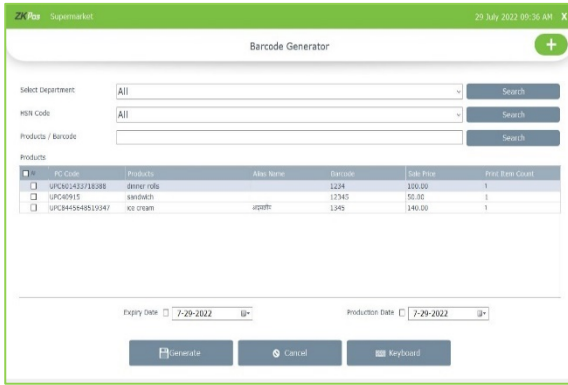 ZKPos Supermarket 29 July 2022 09:36 AM X
Barcode Generator +
Select Department All Search
HSN Code All Search
Products / Barcode Search
Products
PC Code Products Alias Name Barcode Sale Price Print Item Count
UPC601433718388 dinner rolls 1234 100.00 1
UPC40915 sandwich 12345 50.00 1
UPC8445648519347 ice cream 1345 140.00 1
Expiry Date 7-29-2022 Production Date 7-29-2022
Generate Cancel Keyboard